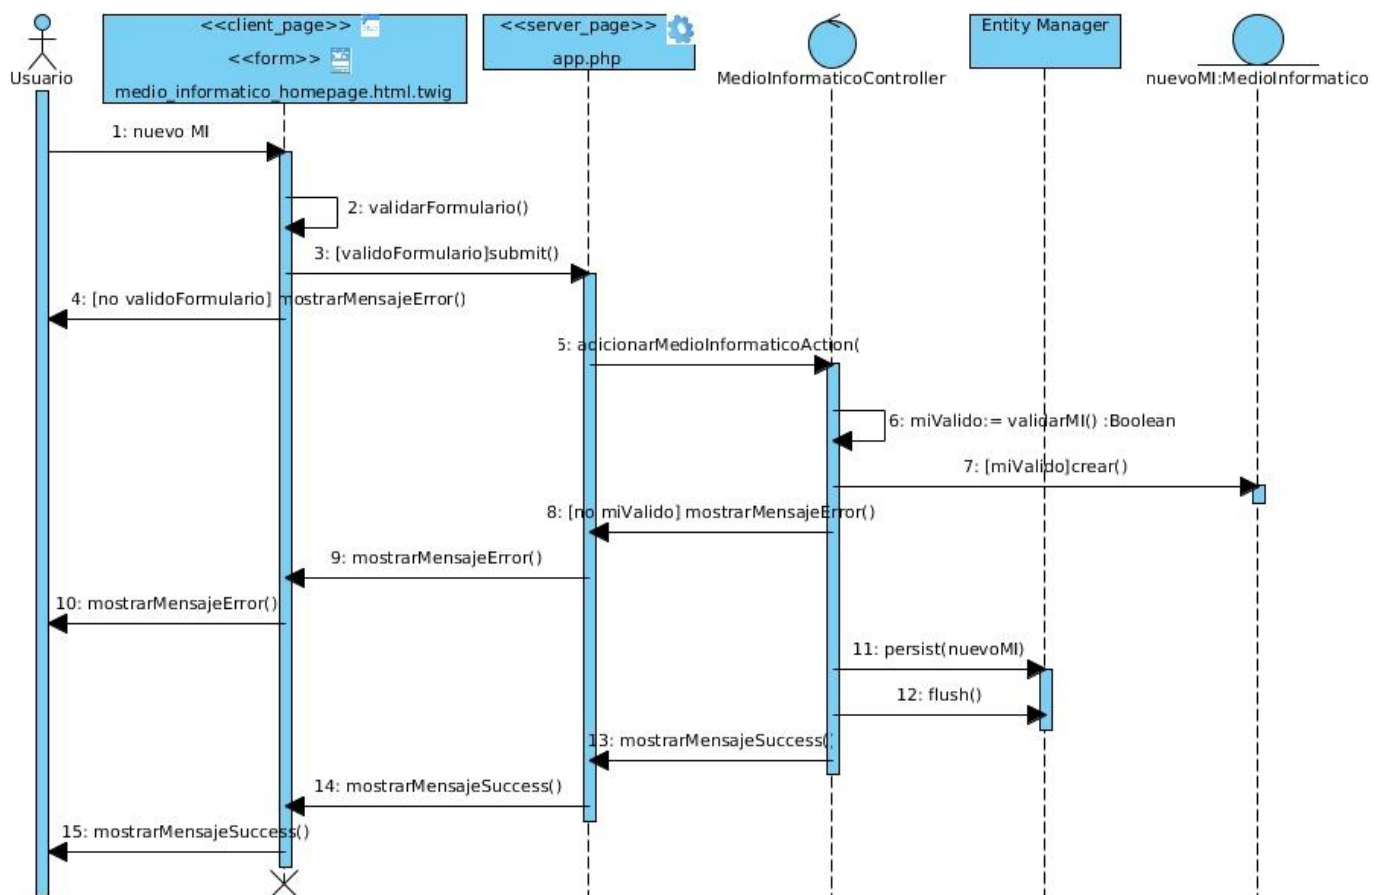 <<client_page>>
<<form>>
medio_informatico_homepage.html.twig
<<server_page>>
app.php
Entity Manager
Usuario
MedioInformaticoController
nuevoMI:MedioInformatico
1: nuevo MI
2: validarFormulario()
3: [validoFormulario]submit()
4: [no validoFormulario] mostrarMensajeError()
5: adicionarMedioInformaticoAction(
6: miValido:= validarMI() :Boolean
7: [miValido]crear()
8: [no miValido] mostrarMensajeError()
9: mostrarMensajeError()
10: mostrarMensajeError()
11: persist(nuevoMI)
12: flush()
13: mostrarMensajeSuccess(
14: mostrarMensajeSuccess()
15: mostrarMensajeSuccess()